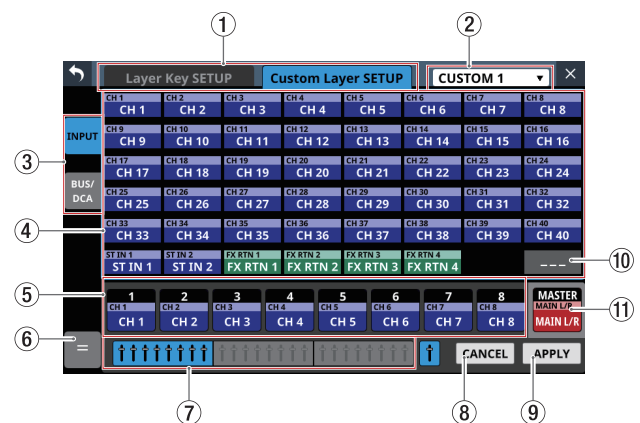 ① ②
Layer Key SETUP Custom Layer SETUP CUSTOM 1 ▼ ×
CH 1 CH 2 CH 3 CH 4 CH 5 CH 6 CH 7 CH 8
CH 1 CH 2 CH 3 CH 4 CH 5 CH 6 CH 7 CH 8
INPUT
CH 9 CH 10 CH 11 CH 12 CH 13 CH 14 CH 15 CH 16
CH 9 CH 10 CH 11 CH 12 CH 13 CH 14 CH 15 CH 16
③
CH 17 CH 18 CH 19 CH 20 CH 21 CH 22 CH 23 CH 24
CH 17 CH 18 CH 19 CH 20 CH 21 CH 22 CH 23 CH 24
BUS/
DCA
CH 25 CH 26 CH 27 CH 28 CH 29 CH 30 CH 31 CH 32
CH 25 CH 26 CH 27 CH 28 CH 29 CH 30 CH 31 CH 32
④
CH 33 CH 34 CH 35 CH 36 CH 37 CH 38 CH 39 CH 40
CH 33 CH 34 CH 35 CH 36 CH 37 CH 38 CH 39 CH 40
ST IN 1 ST IN 2 FX RTN 1 FX RTN 2 FX RTN 3 FX RTN 4
ST IN 1 ST IN 2 FX RTN 1 FX RTN 2 FX RTN 3 FX RTN 4 ___ ⑩
⑤ 1 2 3 4 5 6 7 8 MASTER
CH 1 CH 2 CH 3 CH 4 CH 5 CH 6 CH 7 CH 8 MAIN L/R ⑪
CH 1 CH 2 CH 3 CH 4 CH 5 CH 6 CH 7 CH 8 MAIN L/R
⑥ = CANCEL APPLY
⑦ ⑧ ⑨